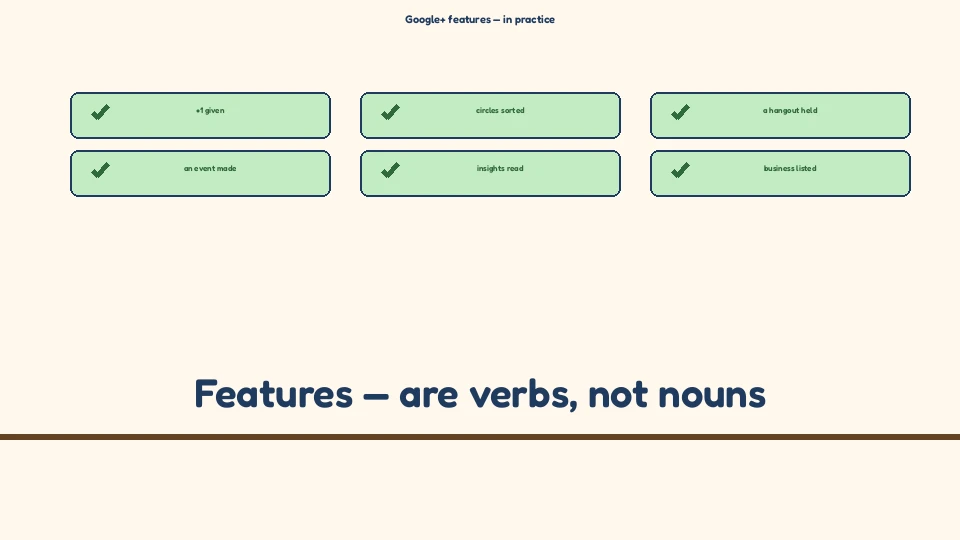 Google+ features — in practice
+1 given
circles sorted
a hangout held
an event made
insights read
business listed
Features — are verbs, not nouns